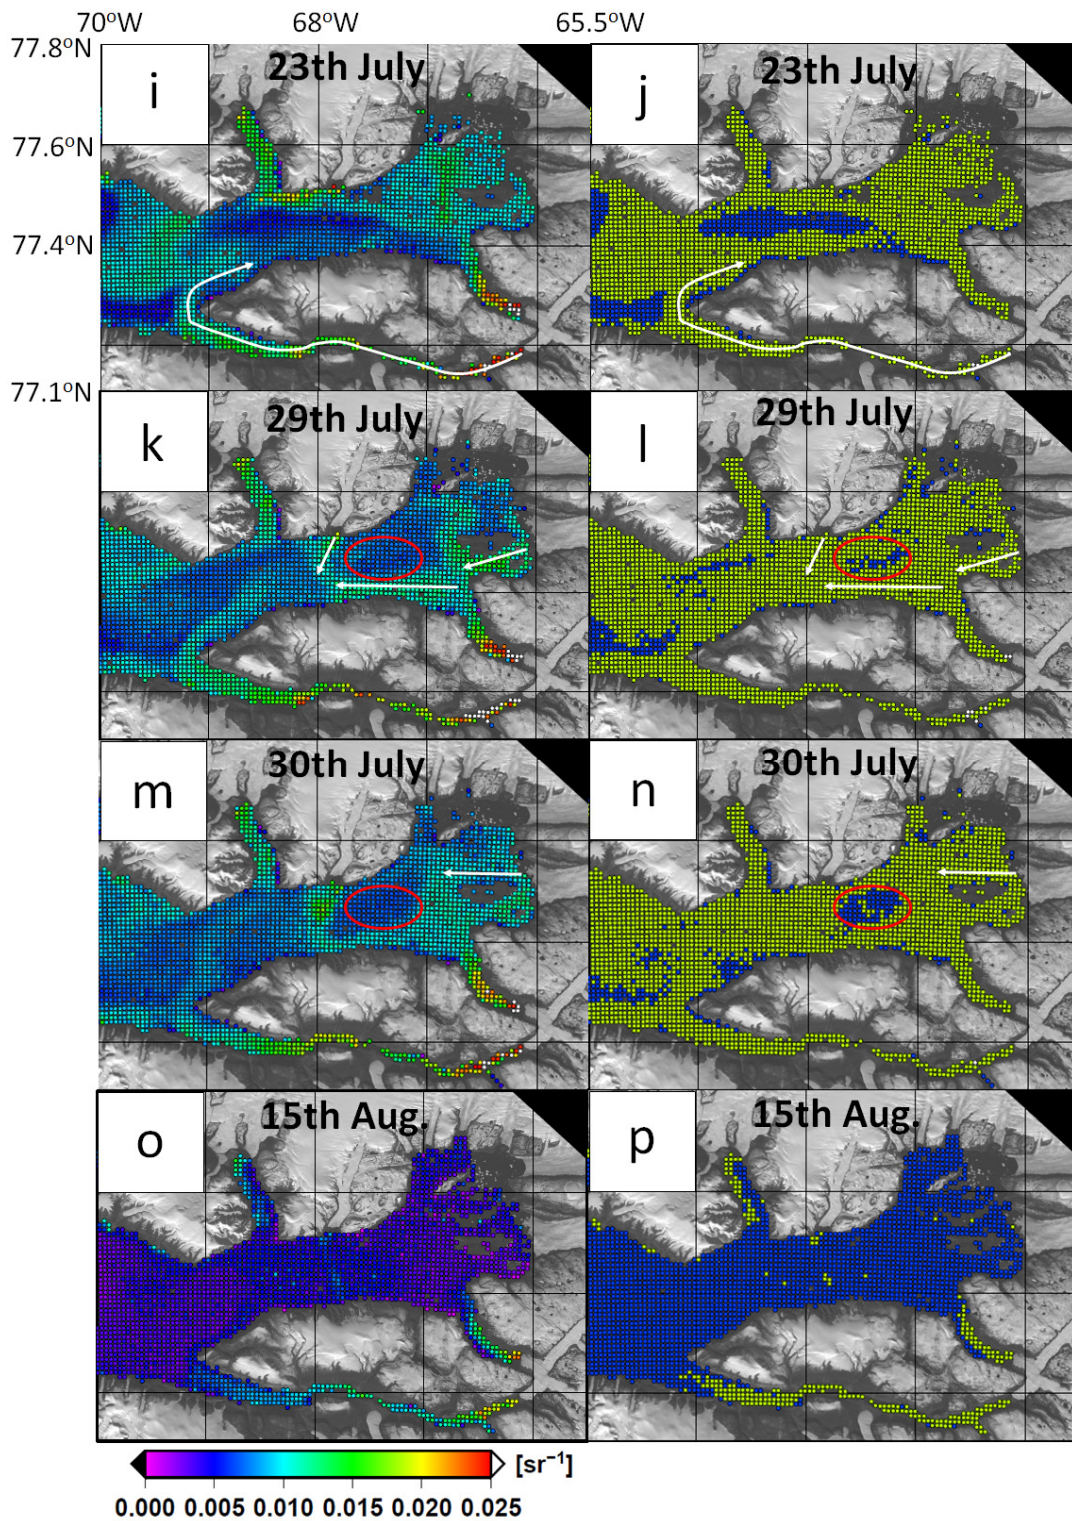 70°W 68°W 65.5°W
77.8°N
i 23th July j 23th July
77.6°N
77.4°N
77.1°N
k 29th July l 29th July
m 30th July n 30th July
o 15th Aug. p 15th Aug.
[sr⁻¹]
0.000 0.005 0.010 0.015 0.020 0.025